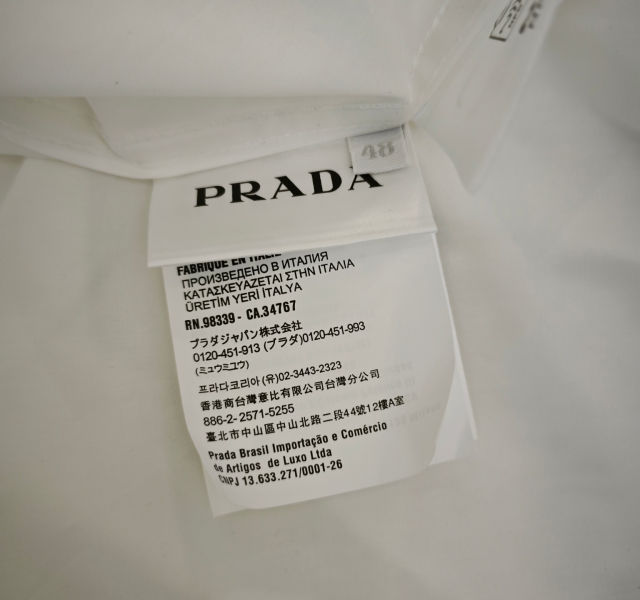 48
PRADA
FABRIQUE EN ITALIE
ПРОИЗВЕДЕНО В ИТАЛИЯ
ΚΑΤΑΣΚΕΥΑΖΕΤΑΙ ΣΤΗΝ ΙΤΑΛΙΑ
ÜRETİM YERİ İTALYA
RN.98339 - CA.34767
プラダジャパン株式会社
0120-451-913 (プラダ)0120-451-993
(ミュウミュウ)
프라다코리아(유)02-3443-2323
香港商台灣意比有限公司台灣分公司
886-2-2571-5255
臺北市中山區中山北路二段44號12樓A室
Prada Brasil Importação e Comércio
de Artigos de Luxo Ltda
CNPJ 13.633.271/0001-26